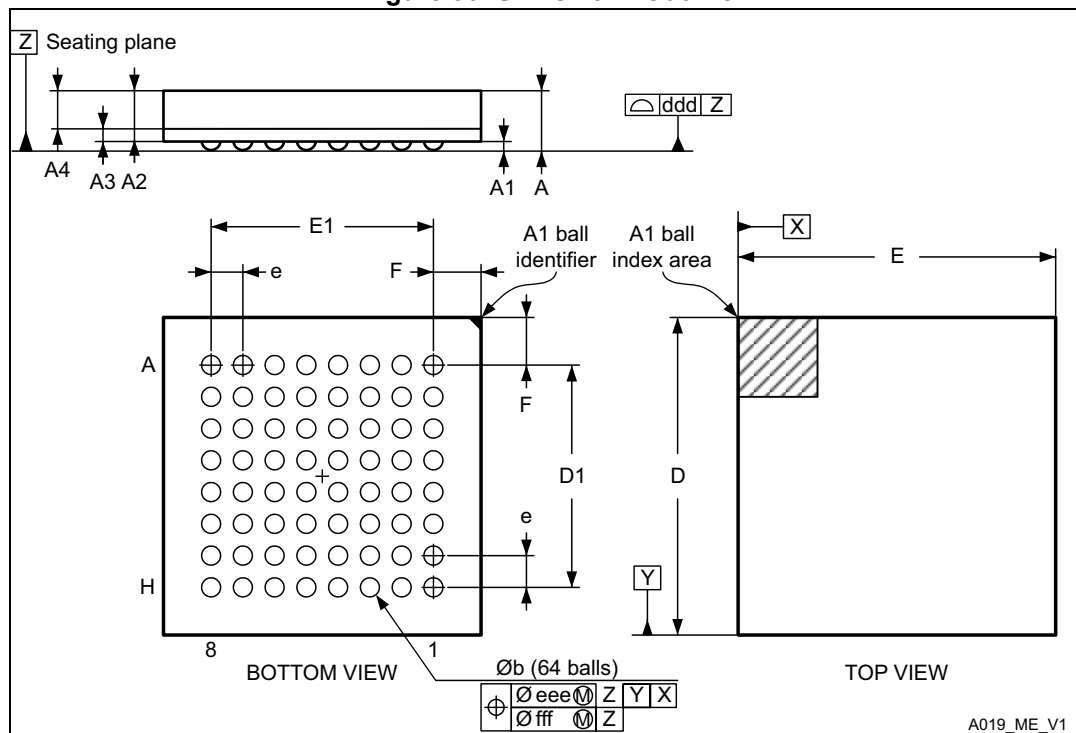 Z Seating plane
ddd Z
A4
A3 A2
A1 A
E1
A1 ball
identifier
A1 ball
index area
X
E
e
F
A
F
D1
D
e
Y
H
8
1
BOTTOM VIEW
Øb (64 balls)
TOP VIEW
Ø eee Ⓜ Z Y X
Ø fff Ⓜ Z
A019_ME_V1